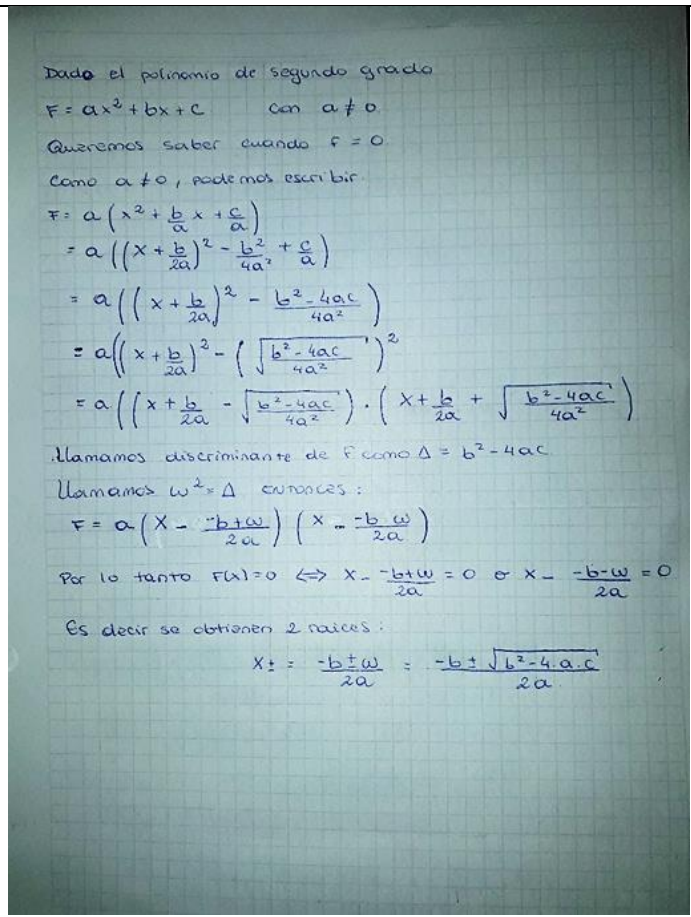 Dado el polinomio de segundo grado
F = ax² + bx + c con a ≠ 0
Queremos saber cuando F = 0
Como a ≠ 0, podemos escribir
F = a (x² + b/a x + c/a)
= a ((x + b/2a)² - b²/4a² + c/a)
= a ((x + b/2a)² - b²-4ac/4a²)
= a((x + b/2a)² - (√(b²-4ac/4a²))²
= a ((x + b/2a - √(b²-4ac/4a²)) · (x + b/2a + √(b²-4ac/4a²))
Llamamos discriminante de F como Δ = b² - 4ac
Llamamos ω² = Δ entonces :
F = a (x - -b+ω/2a) (x - -b ω/2a)
Por lo tanto F(x) = 0 ⟺ x - -b+ω/2a = 0 o x - -b-ω/2a = 0
Es decir se obtienen 2 raices :
x± = -b±ω/2a = -b ± √(b²-4.a.c)/2a